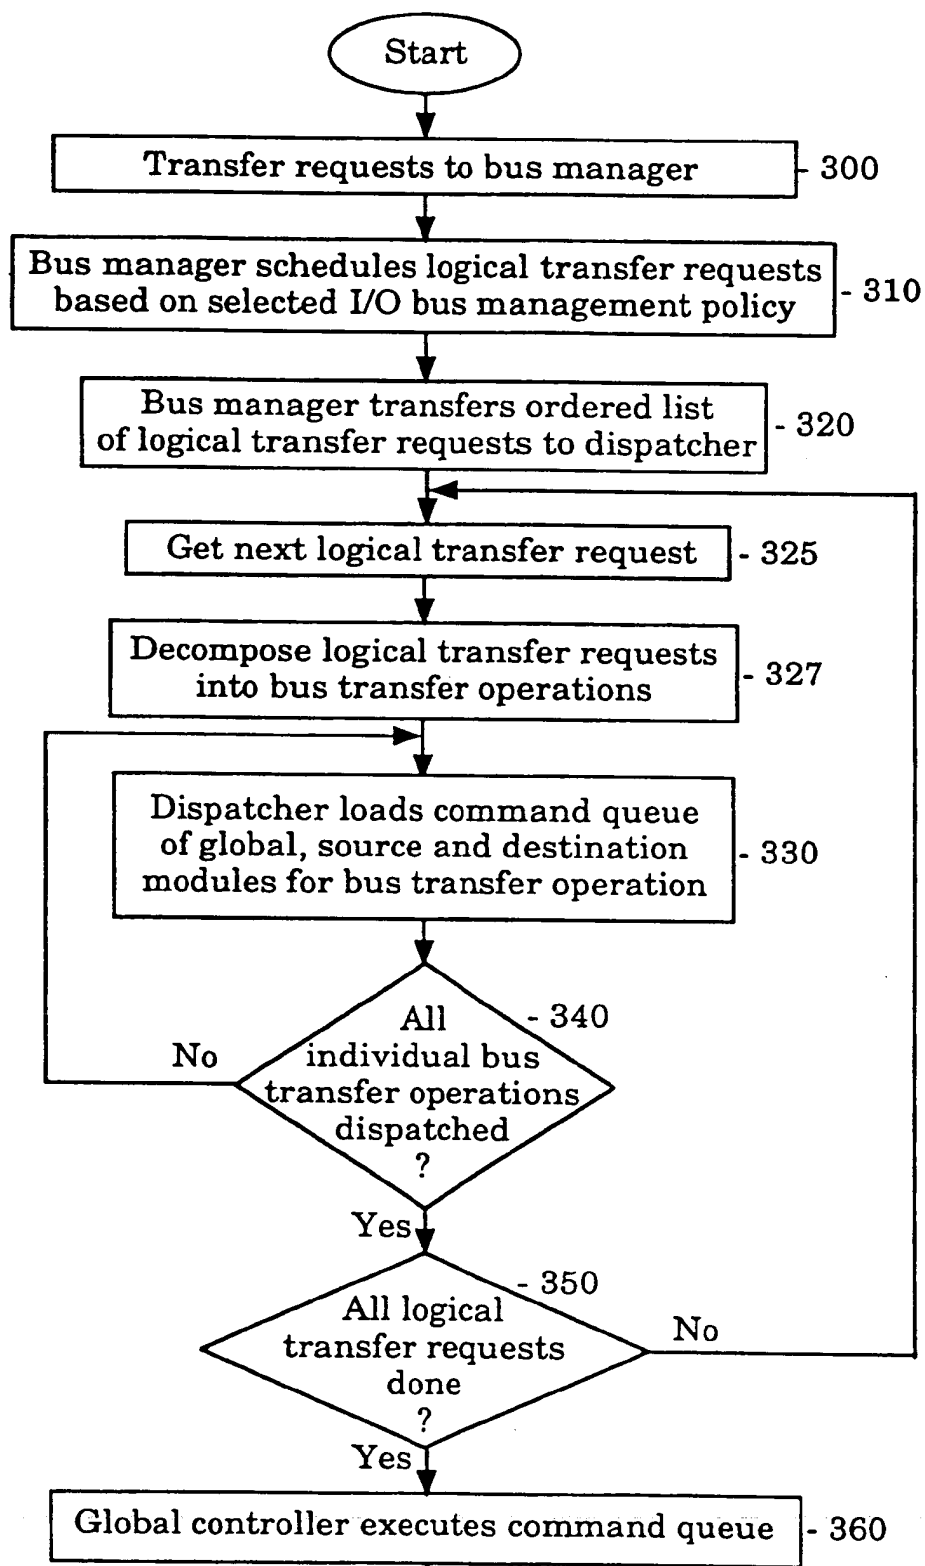 Start
Transfer requests to bus manager
- 300
Bus manager schedules logical transfer requests
based on selected I/O bus management policy
- 310
Bus manager transfers ordered list
of logical transfer requests to dispatcher
- 320
Get next logical transfer request
- 325
Decompose logical transfer requests
into bus transfer operations
- 327
Dispatcher loads command queue
of global, source and destination
modules for bus transfer operation
- 330
- 340
All
individual bus
transfer operations
dispatched
?
No
Yes
- 350
All logical
transfer requests
done
?
No
Yes
Global controller executes command queue
- 360